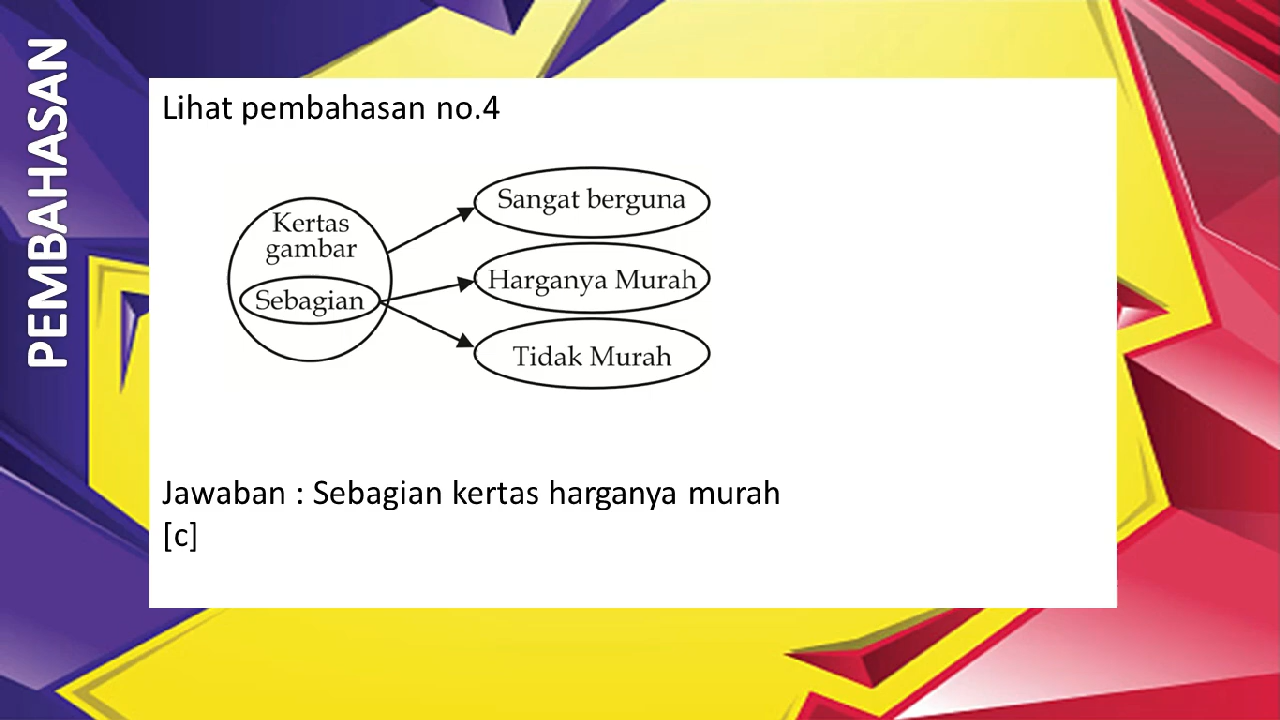 PEMBAHASAN
Lihat pembahasan no.4
Kertas
gambar
Sebagian
Sangat berguna
Harganya Murah
Tidak Murah
Jawaban : Sebagian kertas harganya murah
[c]